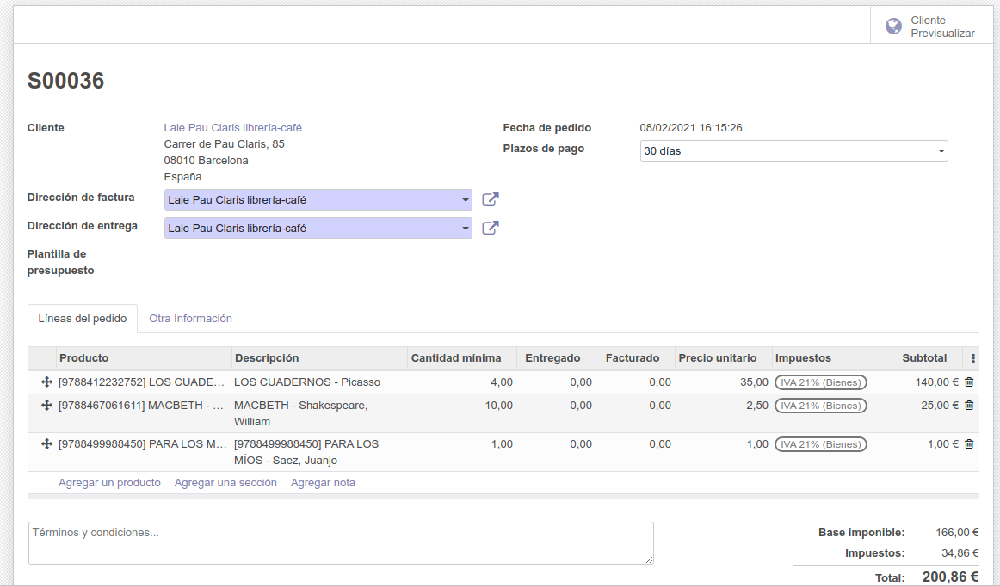 Cliente
Previsualizar
S00036
Cliente
Laie Pau Claris librería-café
Carrer de Pau Claris, 85
08010 Barcelona
España
Fecha de pedido
08/02/2021 16:15:26
Plazos de pago
30 días
Dirección de factura
Laie Pau Claris librería-café
Dirección de entrega
Laie Pau Claris librería-café
Plantilla de
presupuesto
Líneas del pedido Otra Información
Producto Descripción Cantidad mínima Entregado Facturado Precio unitario Impuestos Subtotal
[9788412232752] LOS CUADE... LOS CUADERNOS - Picasso 4,00 0,00 0,00 35,00 IVA 21% (Bienes) 140,00 €
[9788467061611] MACBETH - ... MACBETH - Shakespeare, 10,00 0,00 0,00 2,50 IVA 21% (Bienes) 25,00 €
William
[9788499988450] PARA LOS M... [9788499988450] PARA LOS 1,00 0,00 0,00 1,00 IVA 21% (Bienes) 1,00 €
MÍOS - Saez, Juanjo
Agregar un producto Agregar una sección Agregar nota
Términos y condiciones...
Base imponible: 166,00 €
Impuestos: 34,86 €
Total: 200,86 €